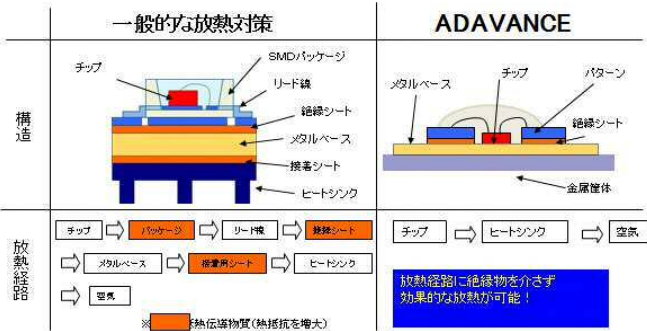 一般的な放熱対策
ADAVANCE
構造
チップ
SMDパッケージ
リード線
絶縁シート
メタルベース
接着シート
ヒートシンク
メタルベース
チップ
パターン
絶縁シート
金属筐体
放熱経路
チップ
パッケージ
リード線
絶縁シート
メタルベース
接着用シート
ヒートシンク
空気
※
熱伝導物質(熱抵抗を増大)
チップ
ヒートシンク
空気
放熱経路に絶縁物を介さず
効果的な放熱が可能!